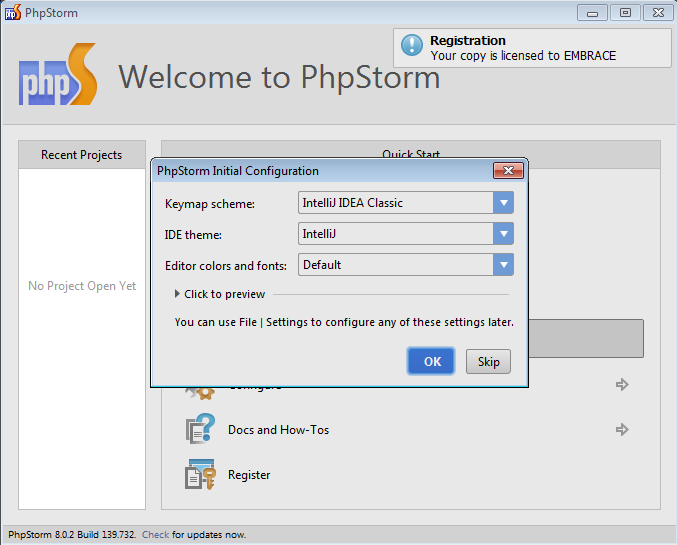 PhpStorm
Registration
Your copy is licensed to EMBRACE
php
Welcome to PhpStorm
Recent Projects
Quick Start
No Project Open Yet
PhpStorm Initial Configuration
Keymap scheme:
IntelliJ IDEA Classic
IDE theme:
IntelliJ
Editor colors and fonts:
Default
Click to preview
You can use File | Settings to configure any of these settings later.
OK
Skip
Configure
Docs and How-Tos
Register
PhpStorm 8.0.2 Build 139.732. Check for updates now.